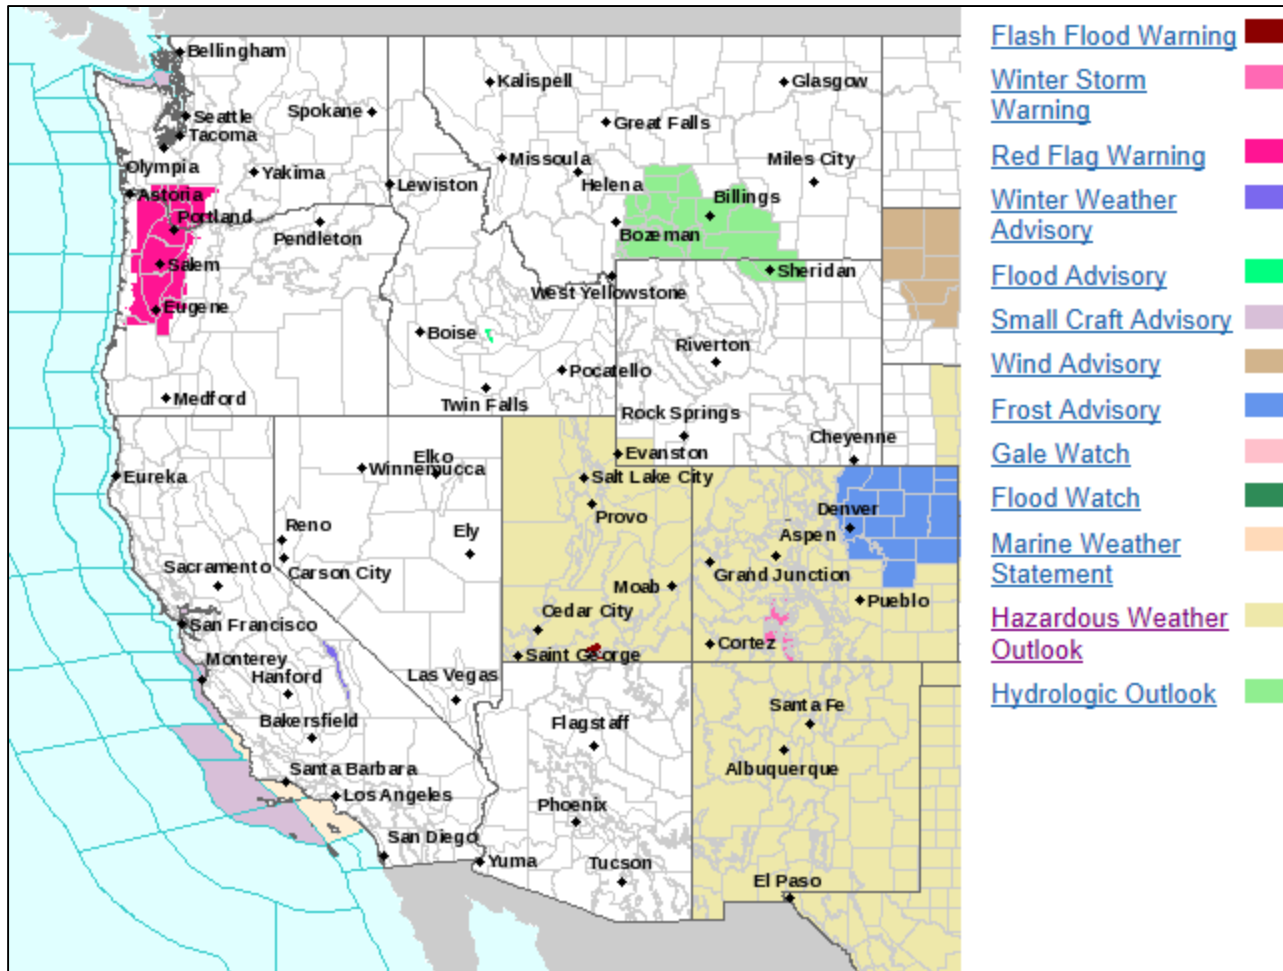 Bellingham
Kalispell
Glasgow
Seattle
Spokane
Great Falls
Tacoma
Olympia
Yakima
Missoula
Miles City
Lewiston
Helena
Astoria
Billings
Portland
Pendleton
Bozeman
Salem
Sheridan
West Yellowstone
Eugene
Boise
Riverton
Pocatello
Medford
Twin Falls
Rock Springs
Cheyenne
Elko
Evanston
Winnemucca
Eureka
Salt Lake City
Denver
Provo
Reno
Ely
Aspen
Sacramento
Carson City
Grand Junction
Moab
Pueblo
Cedar City
San Francisco
Cortez
Saint George
Monterey
Hanford
Las Vegas
Santa Fe
Bakersfield
Flagstaff
Albuquerque
Santa Barbara
Los Angeles
Phoenix
San Diego
Yuma
Tucson
El Paso
Flash Flood Warning
Winter Storm
Warning
Red Flag Warning
Winter Weather
Advisory
Flood Advisory
Small Craft Advisory
Wind Advisory
Frost Advisory
Gale Watch
Flood Watch
Marine Weather
Statement
Hazardous Weather
Outlook
Hydrologic Outlook